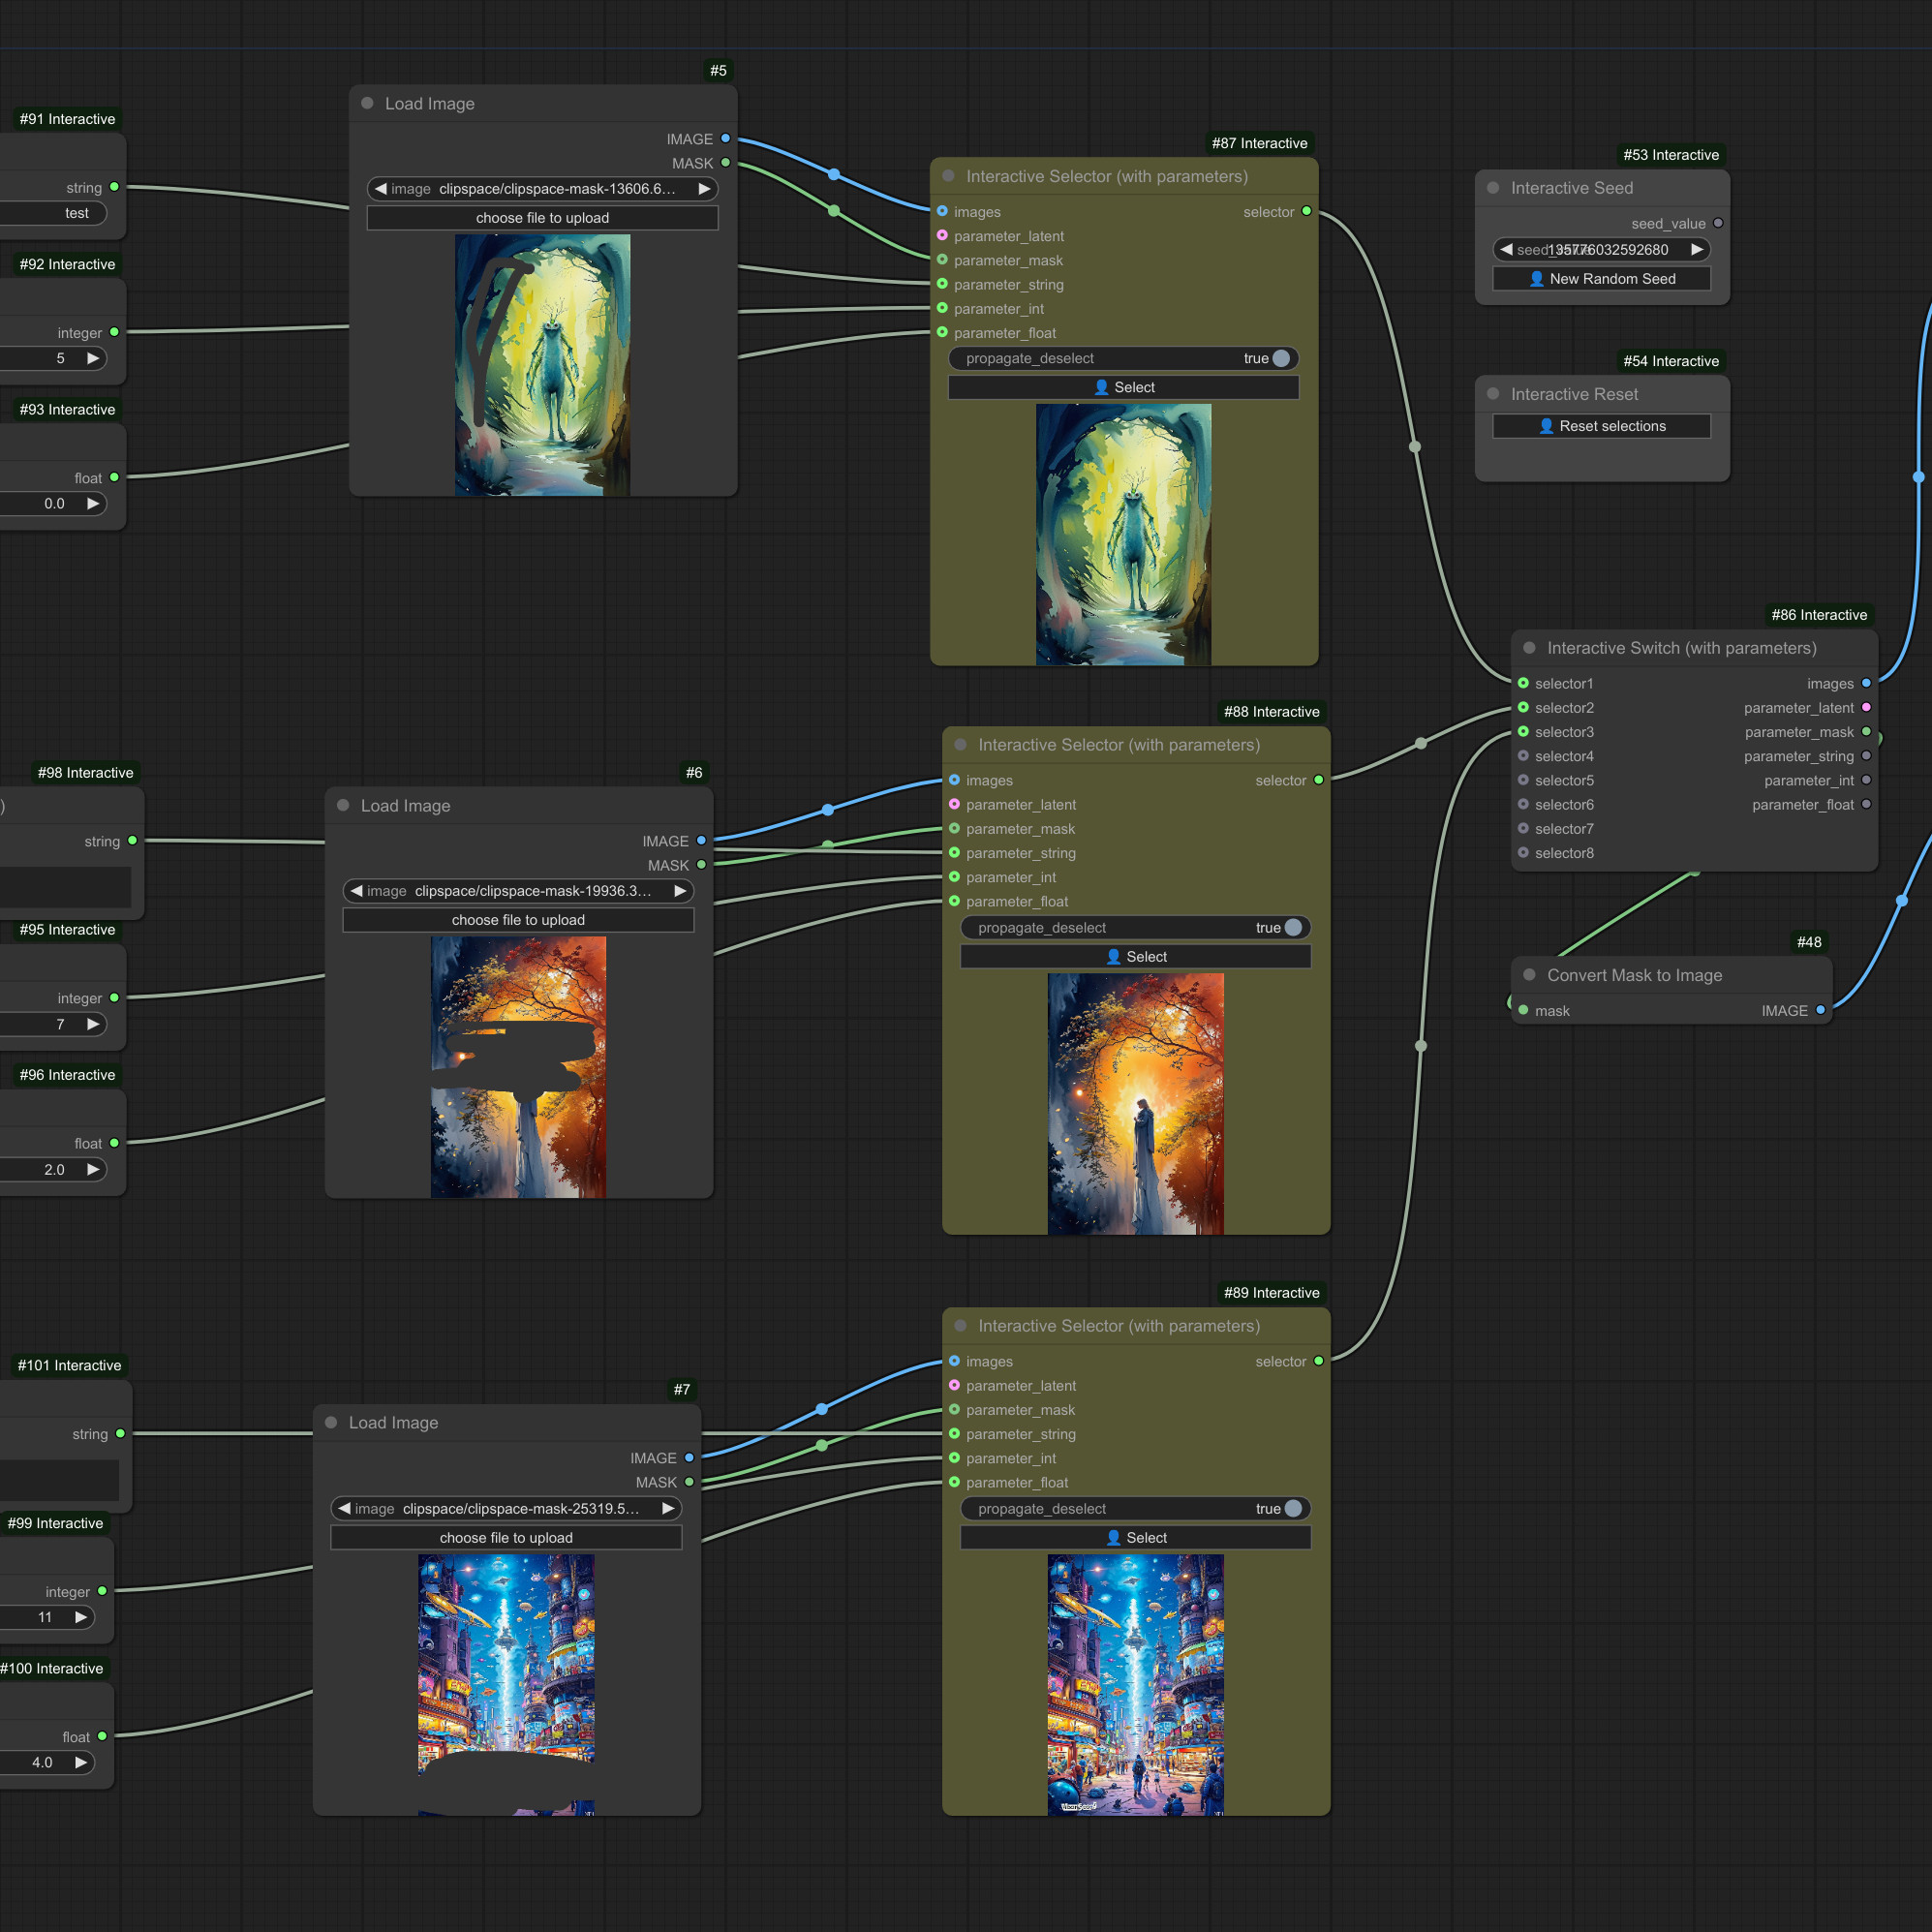 #91 Interactive
string
test
#92 Interactive
integer
5
#93 Interactive
float
0.0
#5
Load Image
IMAGE
MASK
image clipspace/clipspace-mask-13606.6…
choose file to upload
#87 Interactive
Interactive Selector (with parameters)
images selector
parameter_latent
parameter_mask
parameter_string
parameter_int
parameter_float
propagate_deselect true
Select
#53 Interactive
Interactive Seed
seed_value
135776032592680
New Random Seed
#54 Interactive
Interactive Reset
Reset selections
#86 Interactive
Interactive Switch (with parameters)
selector1 images
selector2 parameter_latent
selector3 parameter_mask
selector4 parameter_string
selector5 parameter_int
selector6 parameter_float
selector7
selector8
#48
Convert Mask to Image
mask IMAGE
#98 Interactive
)
string
#95 Interactive
integer
7
#96 Interactive
float
2.0
#6
Load Image
IMAGE
MASK
image clipspace/clipspace-mask-19936.3…
choose file to upload
#88 Interactive
Interactive Selector (with parameters)
images selector
parameter_latent
parameter_mask
parameter_string
parameter_int
parameter_float
propagate_deselect true
Select
#101 Interactive
string
#99 Interactive
integer
11
#100 Interactive
float
4.0
#7
Load Image
IMAGE
MASK
image clipspace/clipspace-mask-25319.5…
choose file to upload
#89 Interactive
Interactive Selector (with parameters)
images selector
parameter_latent
parameter_mask
parameter_string
parameter_int
parameter_float
propagate_deselect true
Select